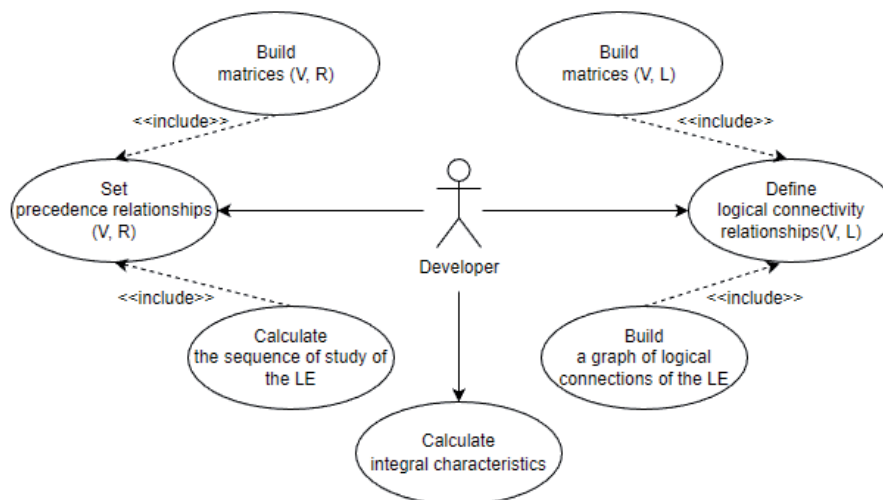 Build
matrices (V, R)
Build
matrices (V, L)
<<include>>
<<include>>
Set
precedence relationships
(V, R)
Define
logical connectivity
relationships(V, L)
Developer
<<include>>
<<include>>
Calculate
the sequence of study of
the LE
Build
a graph of logical
connections of the LE
Calculate
integral characteristics